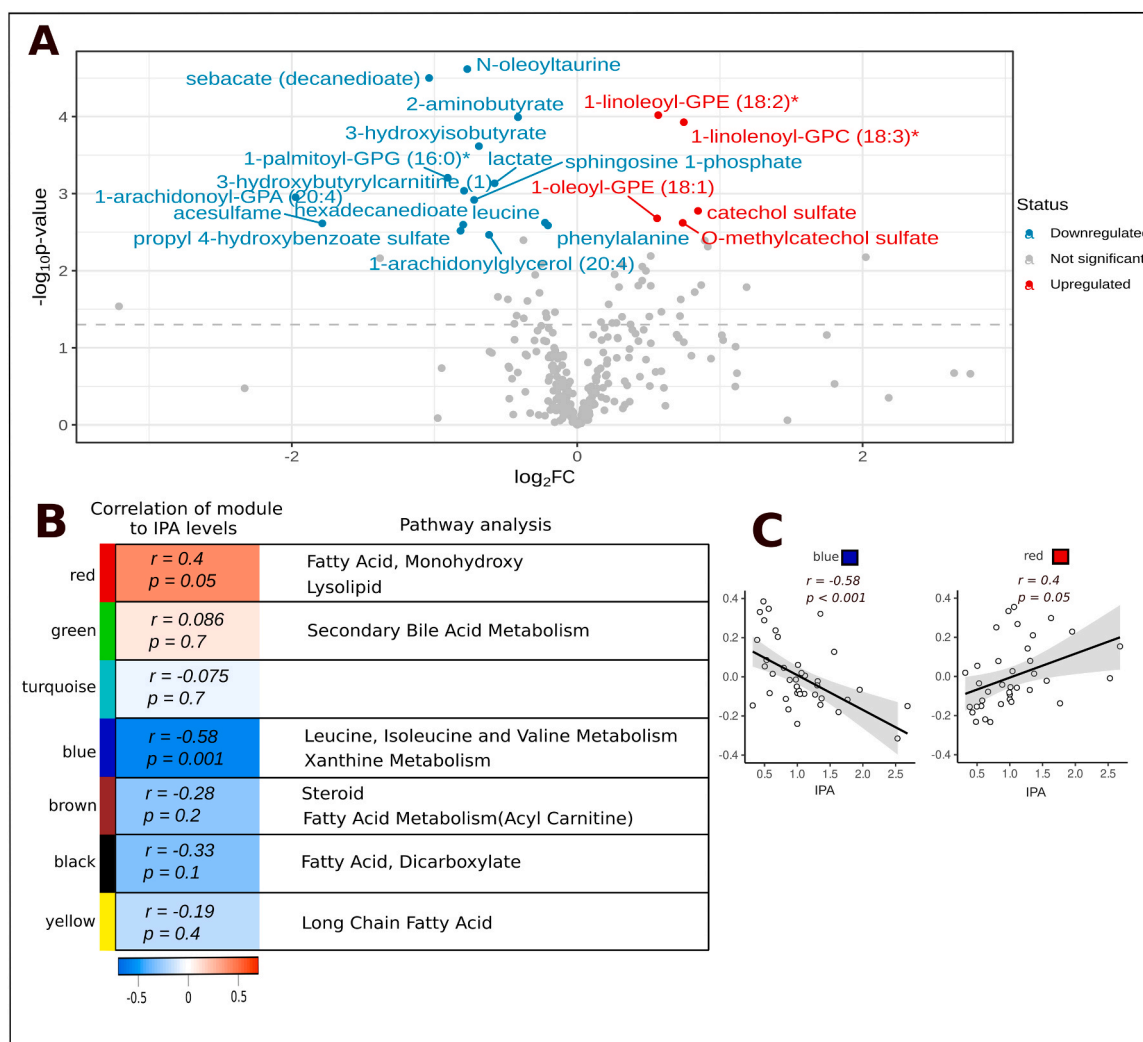 A
N-oleoyltaurine
sebacate (decanedioate)
2-aminobutyrate
1-linoleoyl-GPE (18:2)*
3-hydroxyisobutyrate
1-linolenoyl-GPC (18:3)*
1-palmitoyl-GPG (16:0)*
lactate
sphingosine 1-phosphate
3-hydroxybutyrylcarnitine (1)
1-oleoyl-GPE (18:1)
1-arachidonoyl-GPA (20:4)
acesulfame
hexadecanedioate
leucine
catechol sulfate
propyl 4-hydroxybenzoate sulfate
phenylalanine
O-methylcatechol sulfate
1-arachidonylglycerol (20:4)
-log10p-value
4
3
2
1
0
-2
0
2
log2FC
Status
Downregulated
Not significant
Upregulated
B
Correlation of module
to IPA levels
Pathway analysis
red
r = 0.4
p = 0.05
Fatty Acid, Monohydroxy
Lysolipid
green
r = 0.086
p = 0.7
Secondary Bile Acid Metabolism
turquoise
r = -0.075
p = 0.7
blue
r = -0.58
p = 0.001
Leucine, Isoleucine and Valine Metabolism
Xanthine Metabolism
brown
r = -0.28
p = 0.2
Steroid
Fatty Acid Metabolism(Acyl Carnitine)
black
r = -0.33
p = 0.1
Fatty Acid, Dicarboxylate
yellow
r = -0.19
p = 0.4
Long Chain Fatty Acid
-0.5 0 0.5
C
blue
r = -0.58
p < 0.001
0.4
0.2
0.0
-0.2
-0.4
0.5 1.0 1.5 2.0 2.5
IPA
red
r = 0.4
p = 0.05
0.4
0.2
0.0
-0.2
-0.4
0.5 1.0 1.5 2.0 2.5
IPA